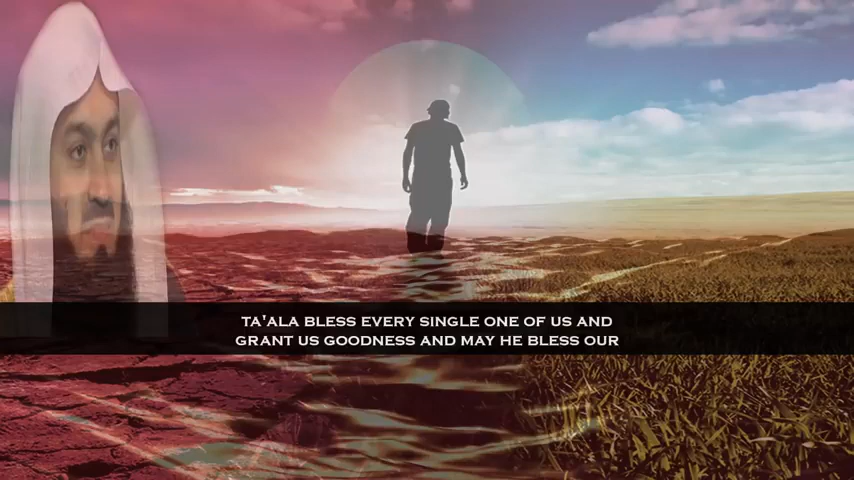 TA'ALA BLESS EVERY SINGLE ONE OF US AND
GRANT US GOODNESS AND MAY HE BLESS OUR